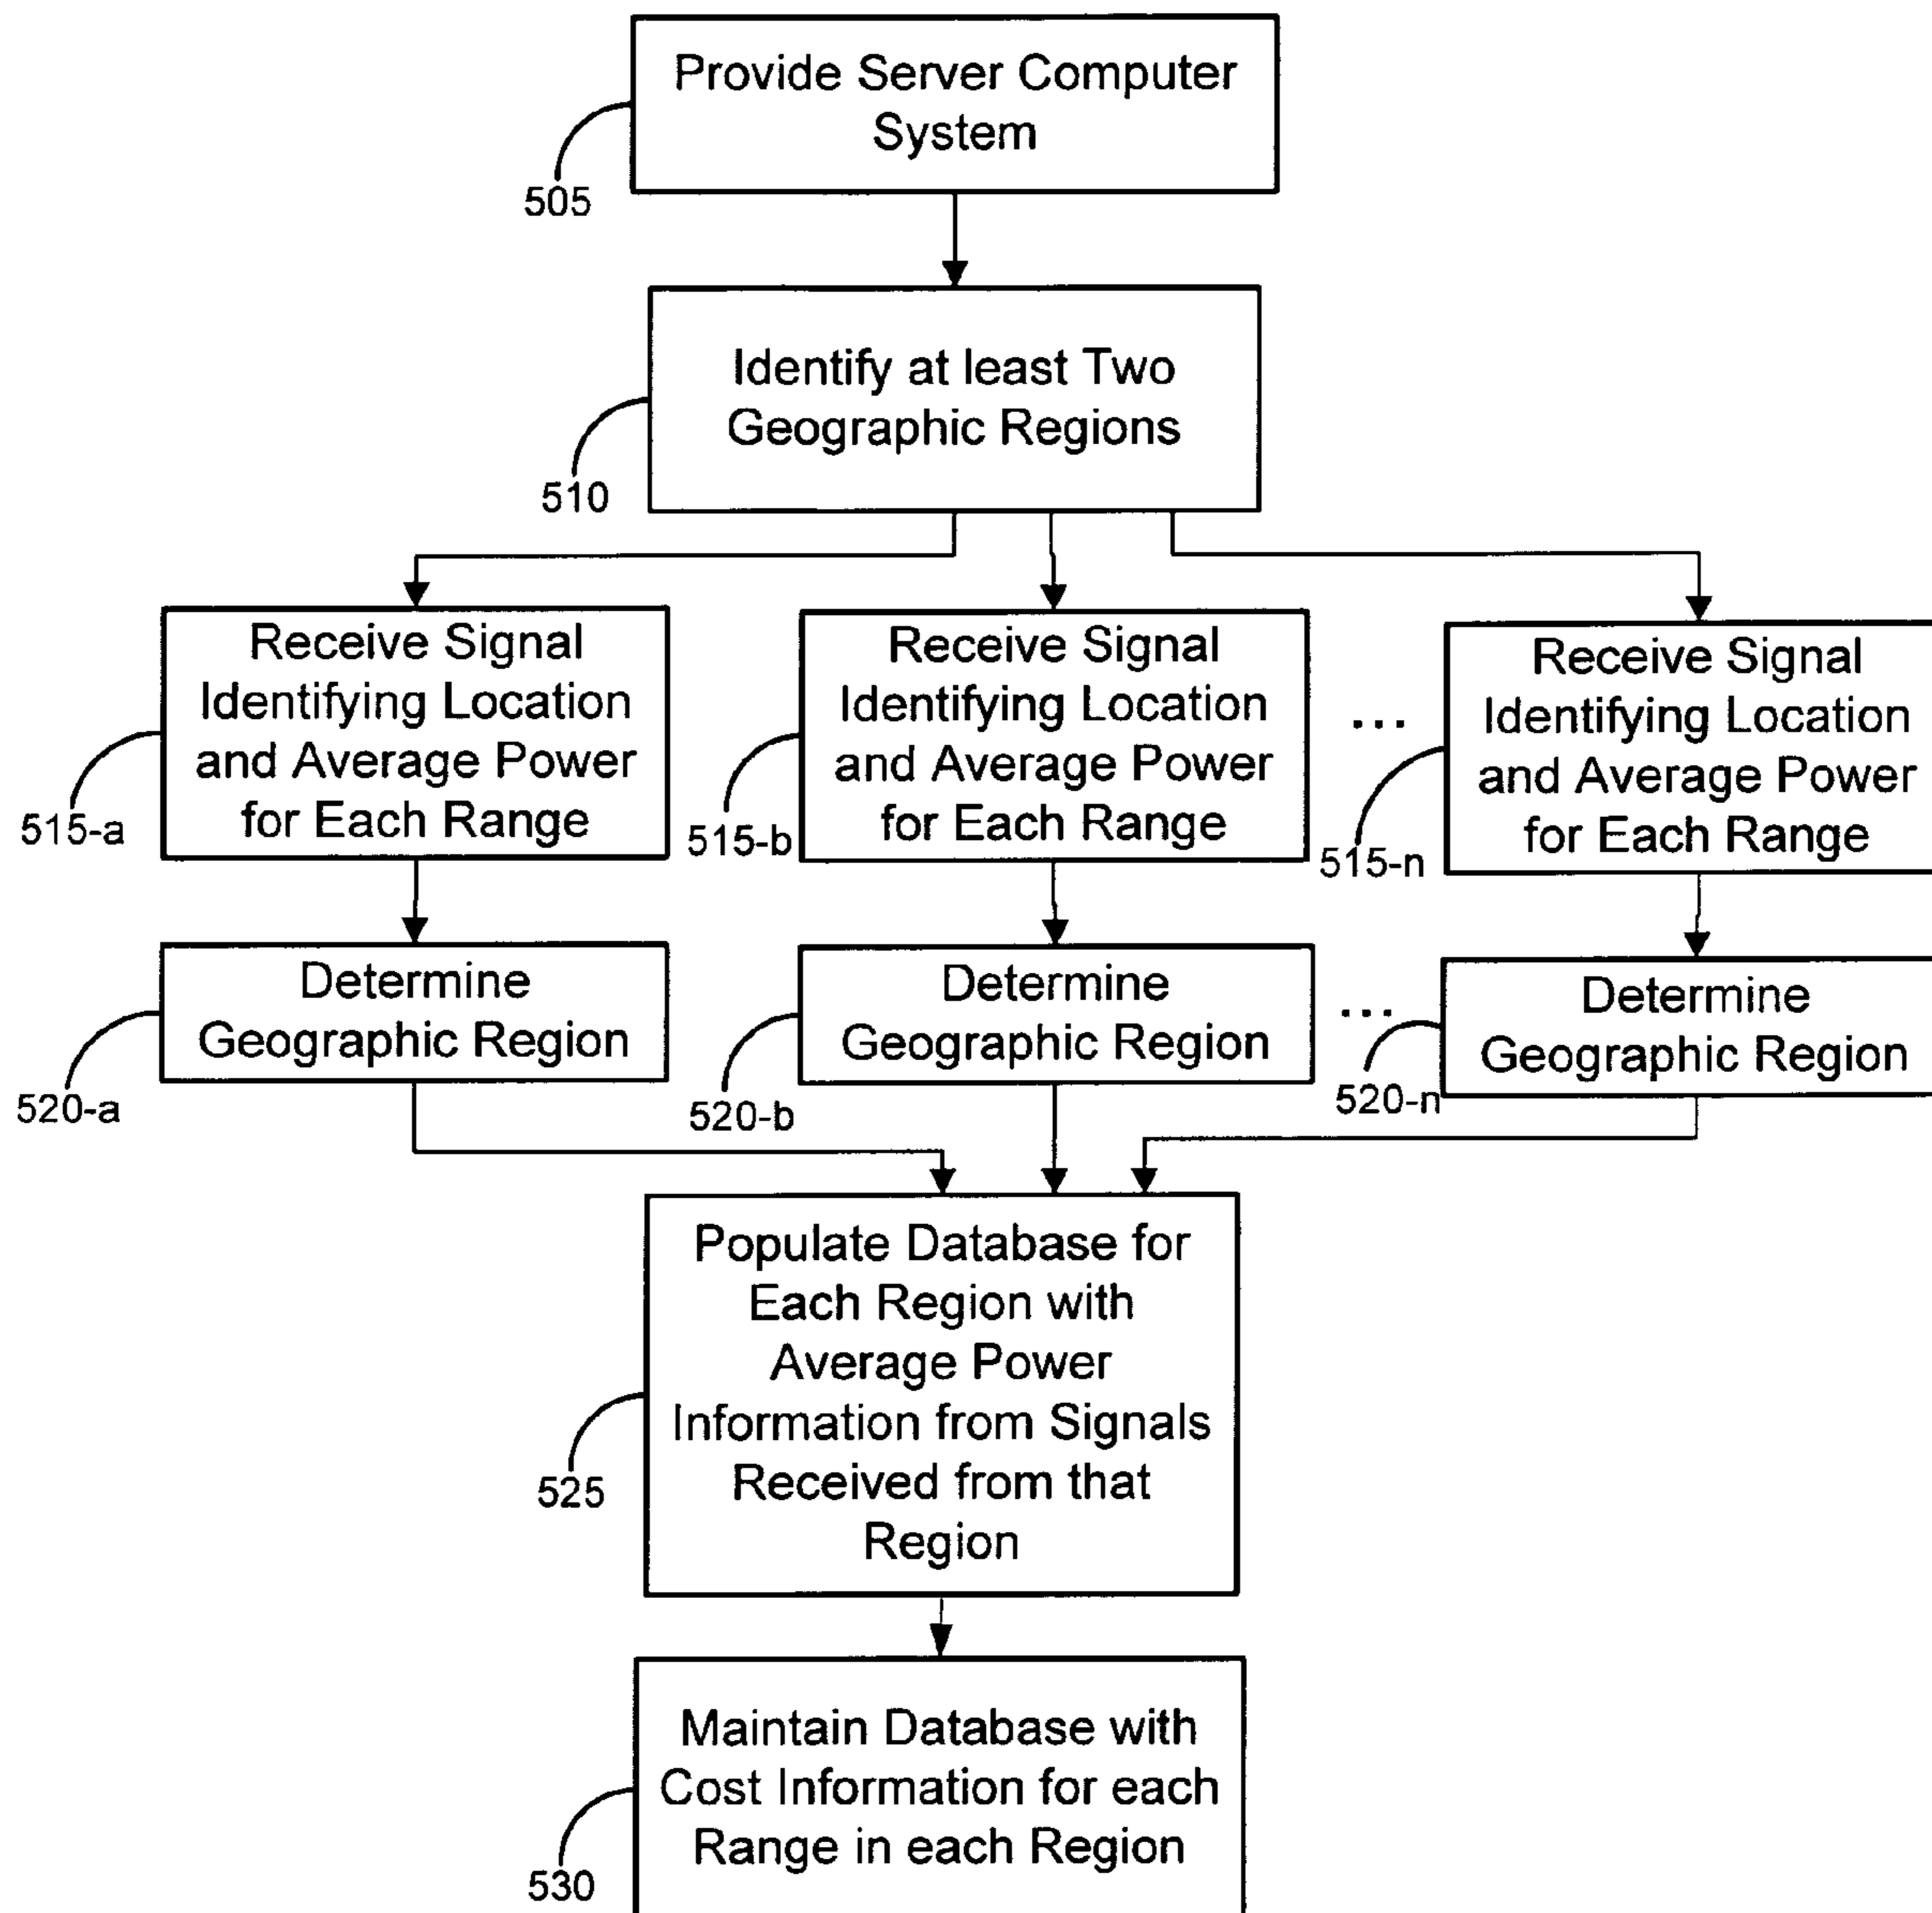 Provide Server Computer
System
505
Identify at least Two
Geographic Regions
510
Receive Signal
Identifying Location
and Average Power
for Each Range
515-a
Receive Signal
Identifying Location
and Average Power
for Each Range
515-b
...
Receive Signal
Identifying Location
and Average Power
for Each Range
515-n
Determine
Geographic Region
520-a
Determine
Geographic Region
520-b
...
Determine
Geographic Region
520-n
Populate Database for
Each Region with
Average Power
Information from Signals
Received from that
Region
525
Maintain Database with
Cost Information for each
Range in each Region
530